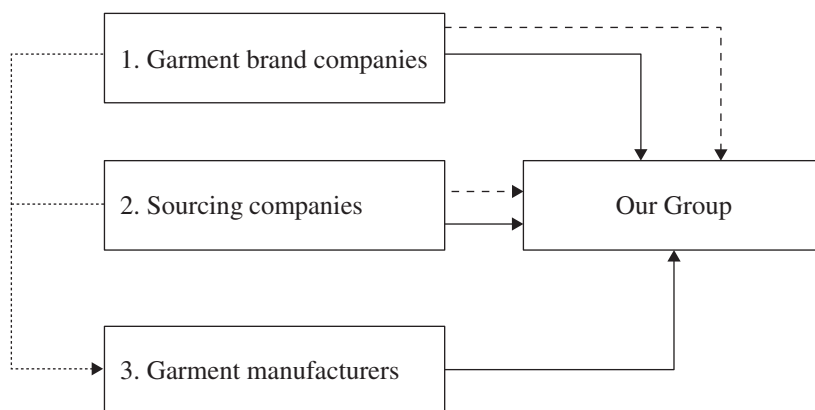 1. Garment brand companies
2. Sourcing companies
Our Group
3. Garment manufacturers